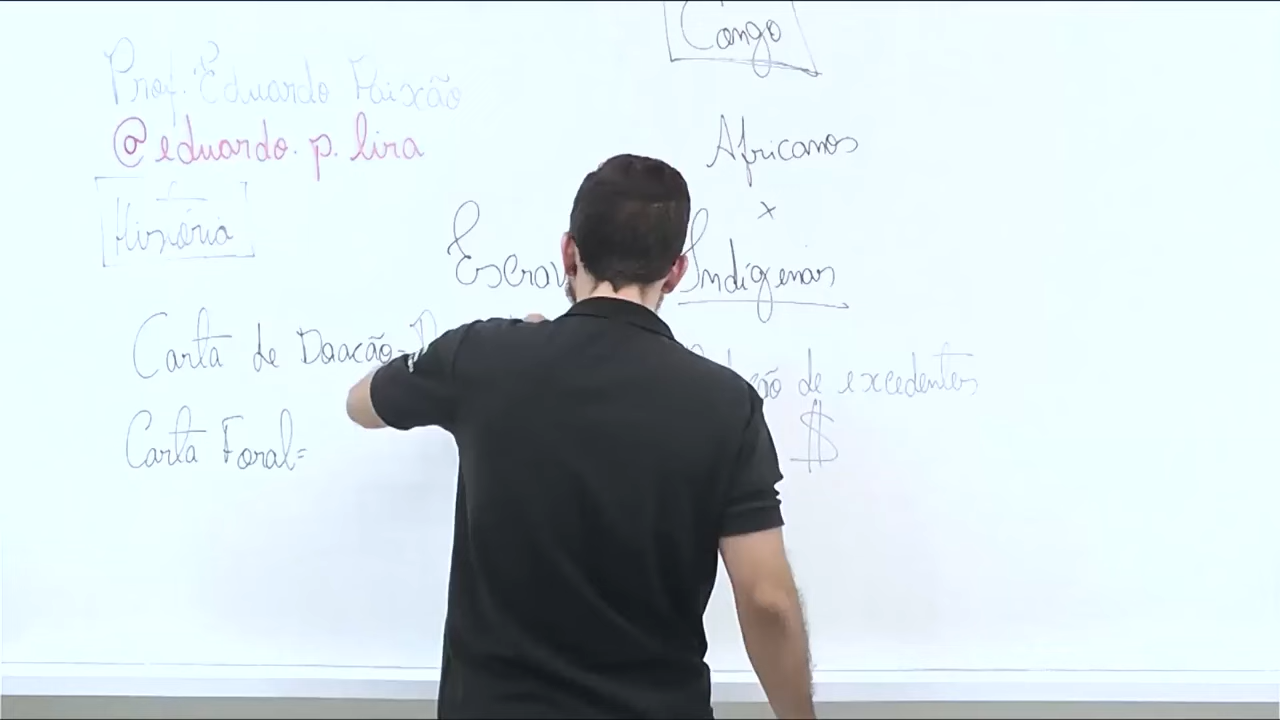 Congo
Prof. Eduardo Paixão
@eduardo.p.lira
História
Africanos
x
Indígenas
Carta de Doação-
de excedentes
Carta Foral=
$